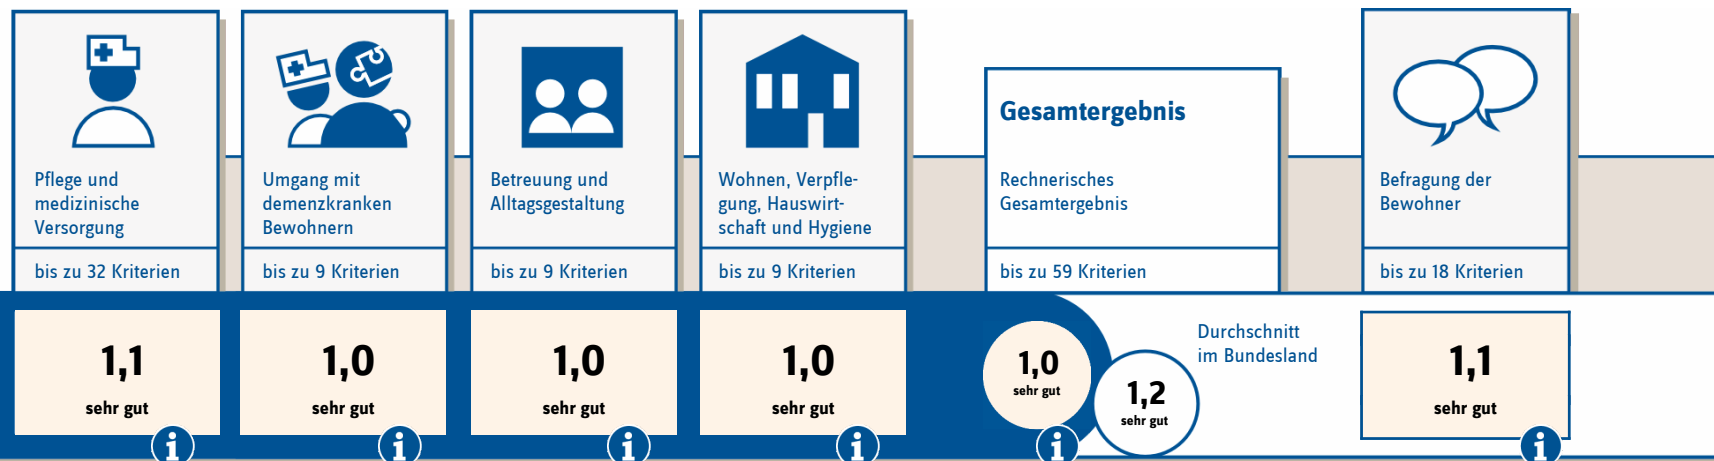 Pflege und
medizinische
Versorgung
bis zu 32 Kriterien
1,1
sehr gut
i
Umgang mit
demenzkranken
Bewohnern
bis zu 9 Kriterien
1,0
sehr gut
i
Betreuung und
Alltagsgestaltung
bis zu 9 Kriterien
1,0
sehr gut
i
Wohnen, Verpfle-
gung, Hauswirt-
schaft und Hygiene
bis zu 9 Kriterien
1,0
sehr gut
i
Gesamtergebnis
Rechnerisches
Gesamtergebnis
bis zu 59 Kriterien
1,0
sehr gut
i
Durchschnitt
im Bundesland
1,2
sehr gut
Befragung der
Bewohner
bis zu 18 Kriterien
1,1
sehr gut
i